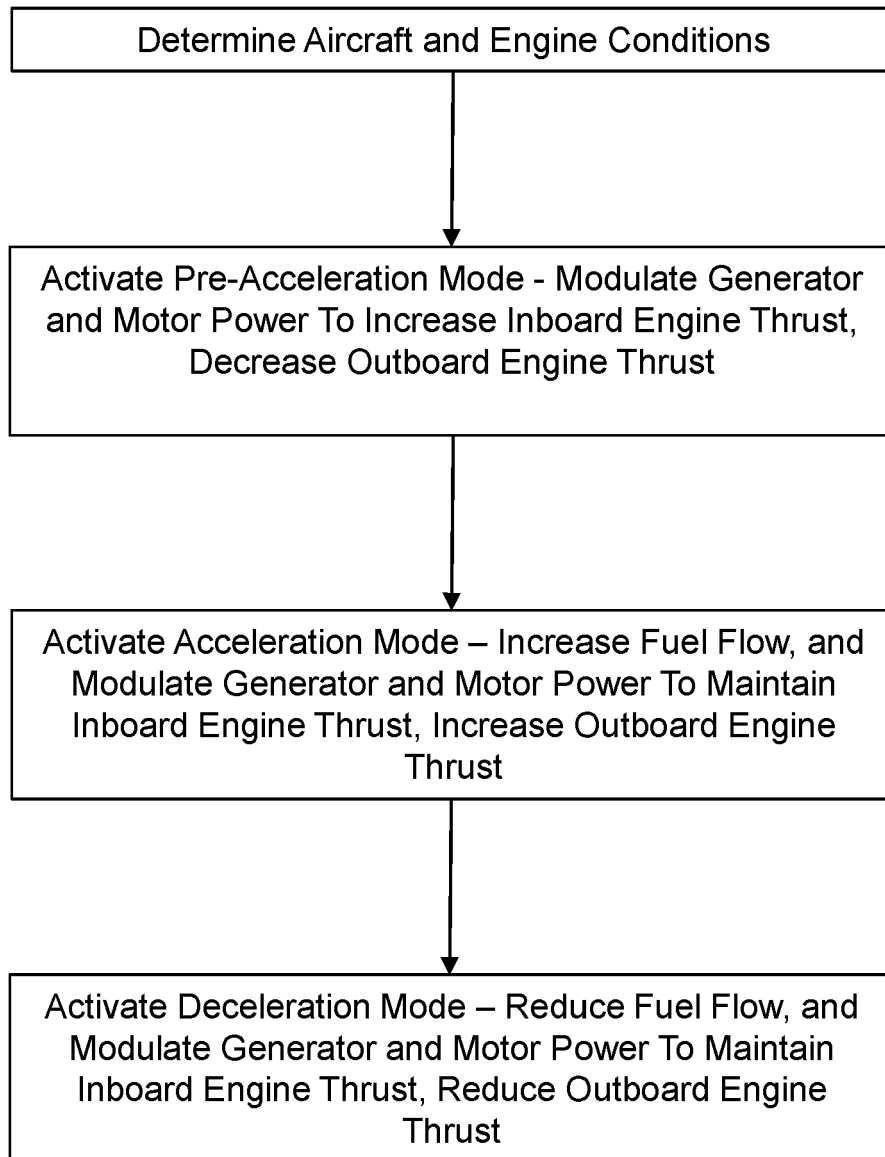 Determine Aircraft and Engine Conditions
Activate Pre-Acceleration Mode - Modulate Generator
and Motor Power To Increase Inboard Engine Thrust,
Decrease Outboard Engine Thrust
Activate Acceleration Mode – Increase Fuel Flow, and
Modulate Generator and Motor Power To Maintain
Inboard Engine Thrust, Increase Outboard Engine
Thrust
Activate Deceleration Mode – Reduce Fuel Flow, and
Modulate Generator and Motor Power To Maintain
Inboard Engine Thrust, Reduce Outboard Engine
Thrust